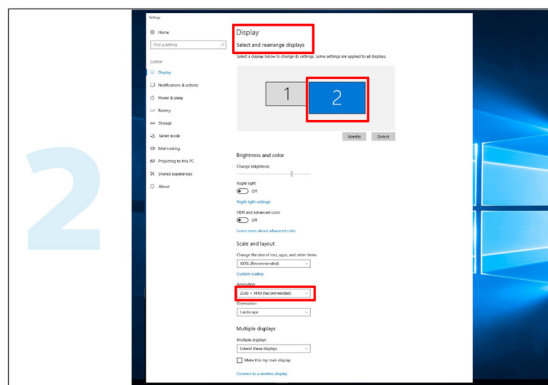 2
Settings
Home
Find a setting
System
Display
Notifications & actions
Power & sleep
Battery
Storage
Tablet mode
Multitasking
Projecting to this PC
Shared experiences
About
Display
Select and rearrange displays
Select a display below to change its settings. Some settings are applied to all displays.
1
2
Identify Detect
Brightness and color
Change brightness
Night light
Off
Night light settings
HDR and advanced color
Off
Learn more about advanced color
Scale and layout
Change the size of text, apps, and other items
100% (Recommended)
Custom scaling
Resolution
2560 × 1440 (Recommended)
Orientation
Landscape
Multiple displays
Multiple displays
Extend these displays
Make this my main display
Connect to a wireless display